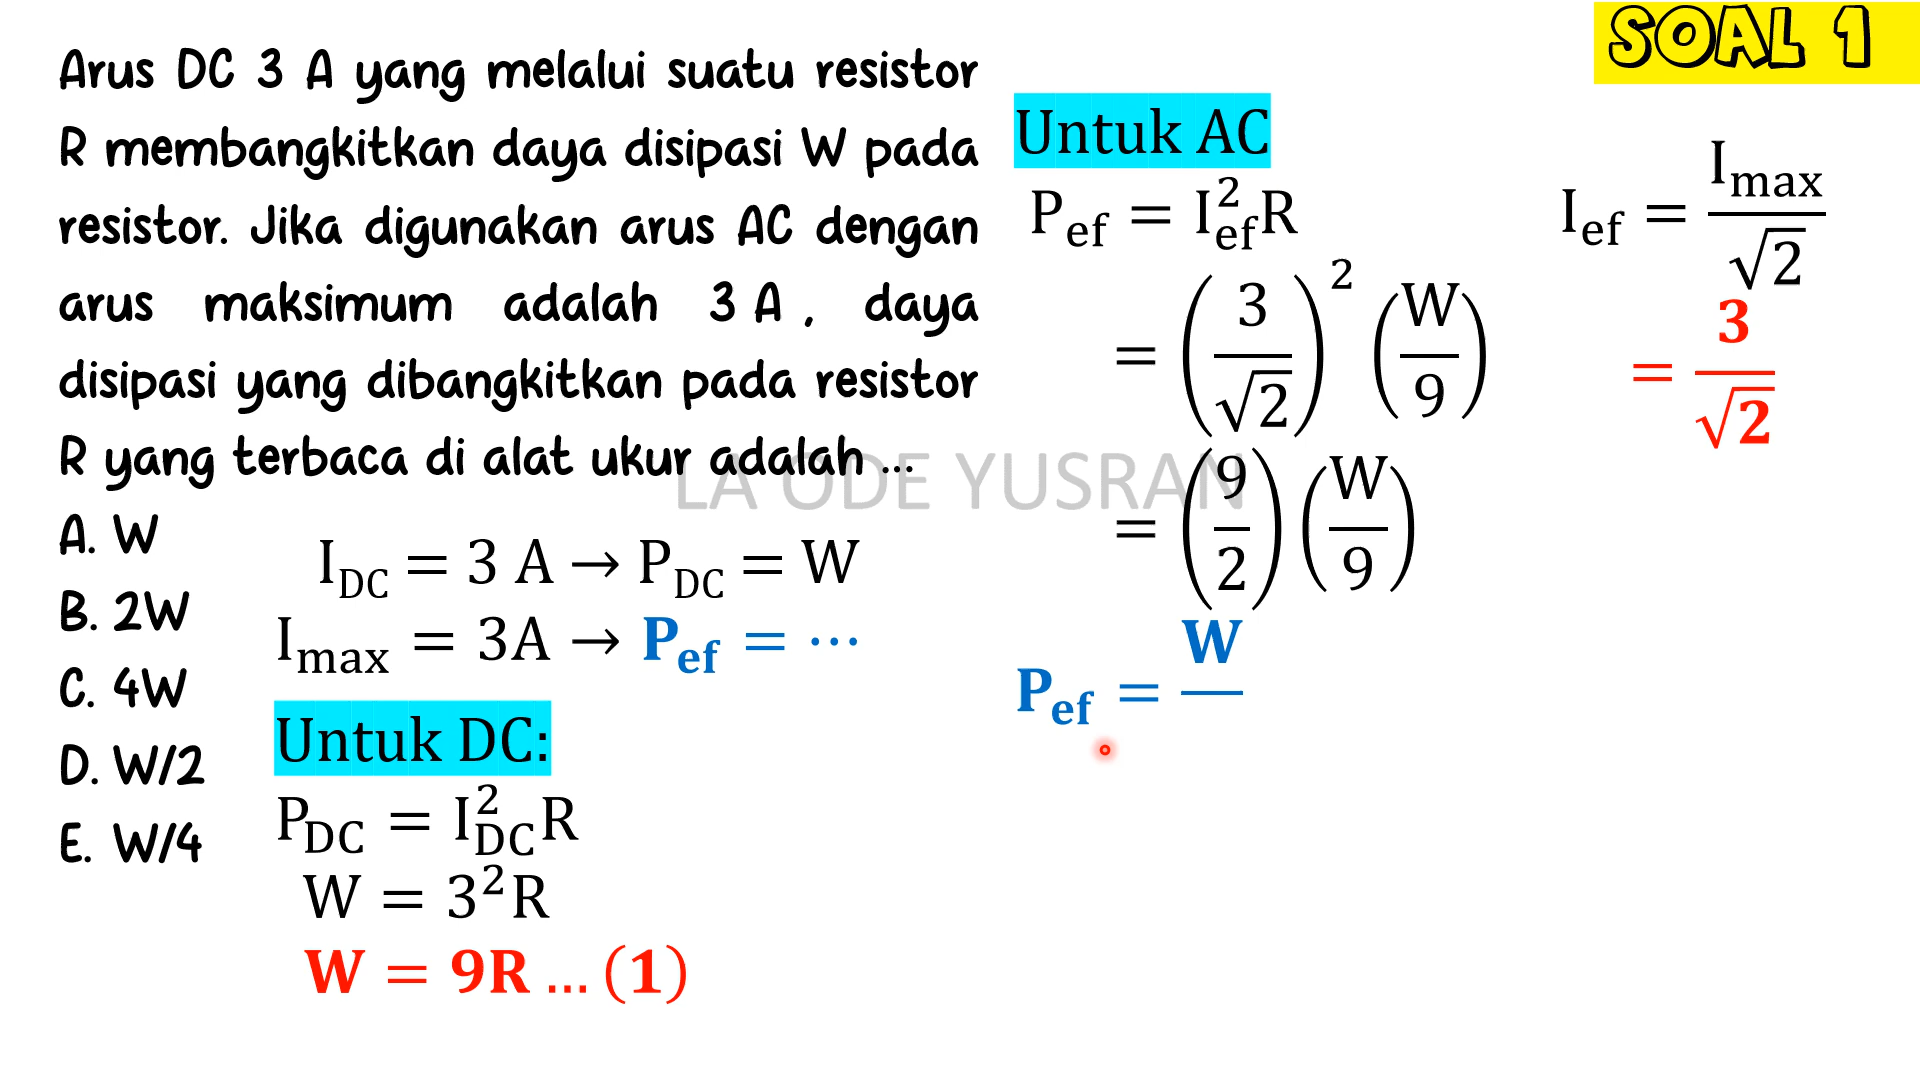 SOAL 1
Arus DC 3 A yang melalui suatu resistor
R membangkitkan daya disipasi W pada
resistor. Jika digunakan arus AC dengan
arus maksimum adalah 3 A , daya
disipasi yang dibangkitkan pada resistor
R yang terbaca di alat ukur adalah ...
A. W
B. 2W
C. 4W
D. W/2
E. W/4
I_DC = 3 A → P_DC = W
I_max = 3A → P_ef = ⋯
Untuk DC:
P_DC = I_DC^2 R
W = 3^2 R
W = 9R ... (1)
Untuk AC
P_ef = I_ef^2 R
= (3/√2)^2 (W/9)
= (9/2) (W/9)
P_ef = W/
I_ef = I_max/√2
= 3/√2
LA ODE YUSRAN